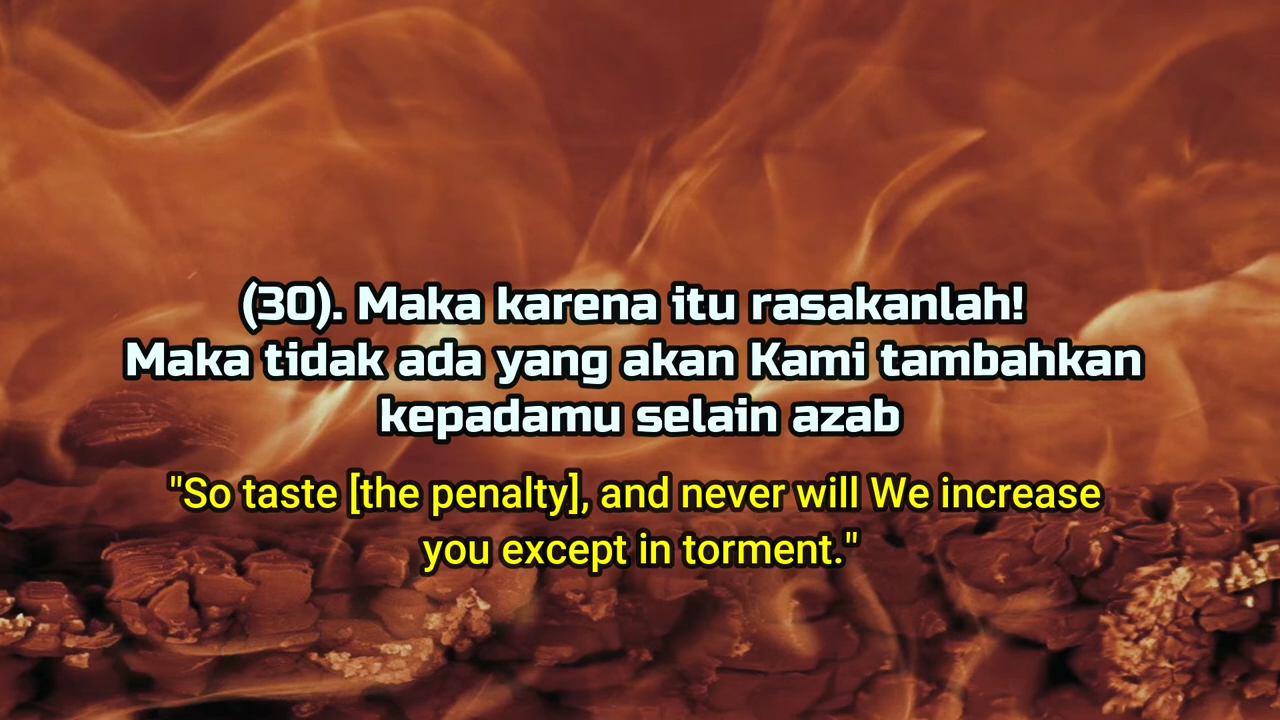 (30). Maka karena itu rasakanlah!
Maka tidak ada yang akan Kami tambahkan
kepadamu selain azab
"So taste [the penalty], and never will We increase
you except in torment."